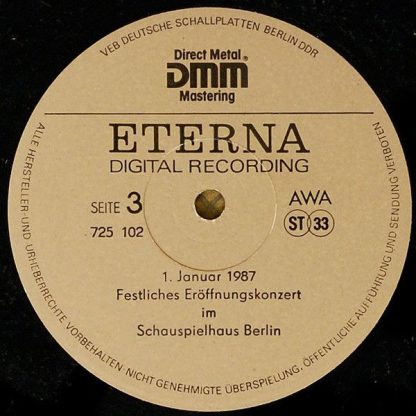 VEB DEUTSCHE SCHALLPLATTEN BERLIN DDR
Direct Metal
DMM®
Mastering
ETERNA
DIGITAL RECORDING
SEITE 3
725 102
AWA
ST 33
1. Januar 1987
Festliches Eröffnungskonzert
im
Schauspielhaus Berlin
ALLE HERSTELLER- UND URHEBERRECHTE VORBEHALTEN NICHT GENEHMIGTE ÜBERSPIELUNG, ÖFFENTLICHE AUFFÜHRUNG UND SENDUNG VERBOTEN